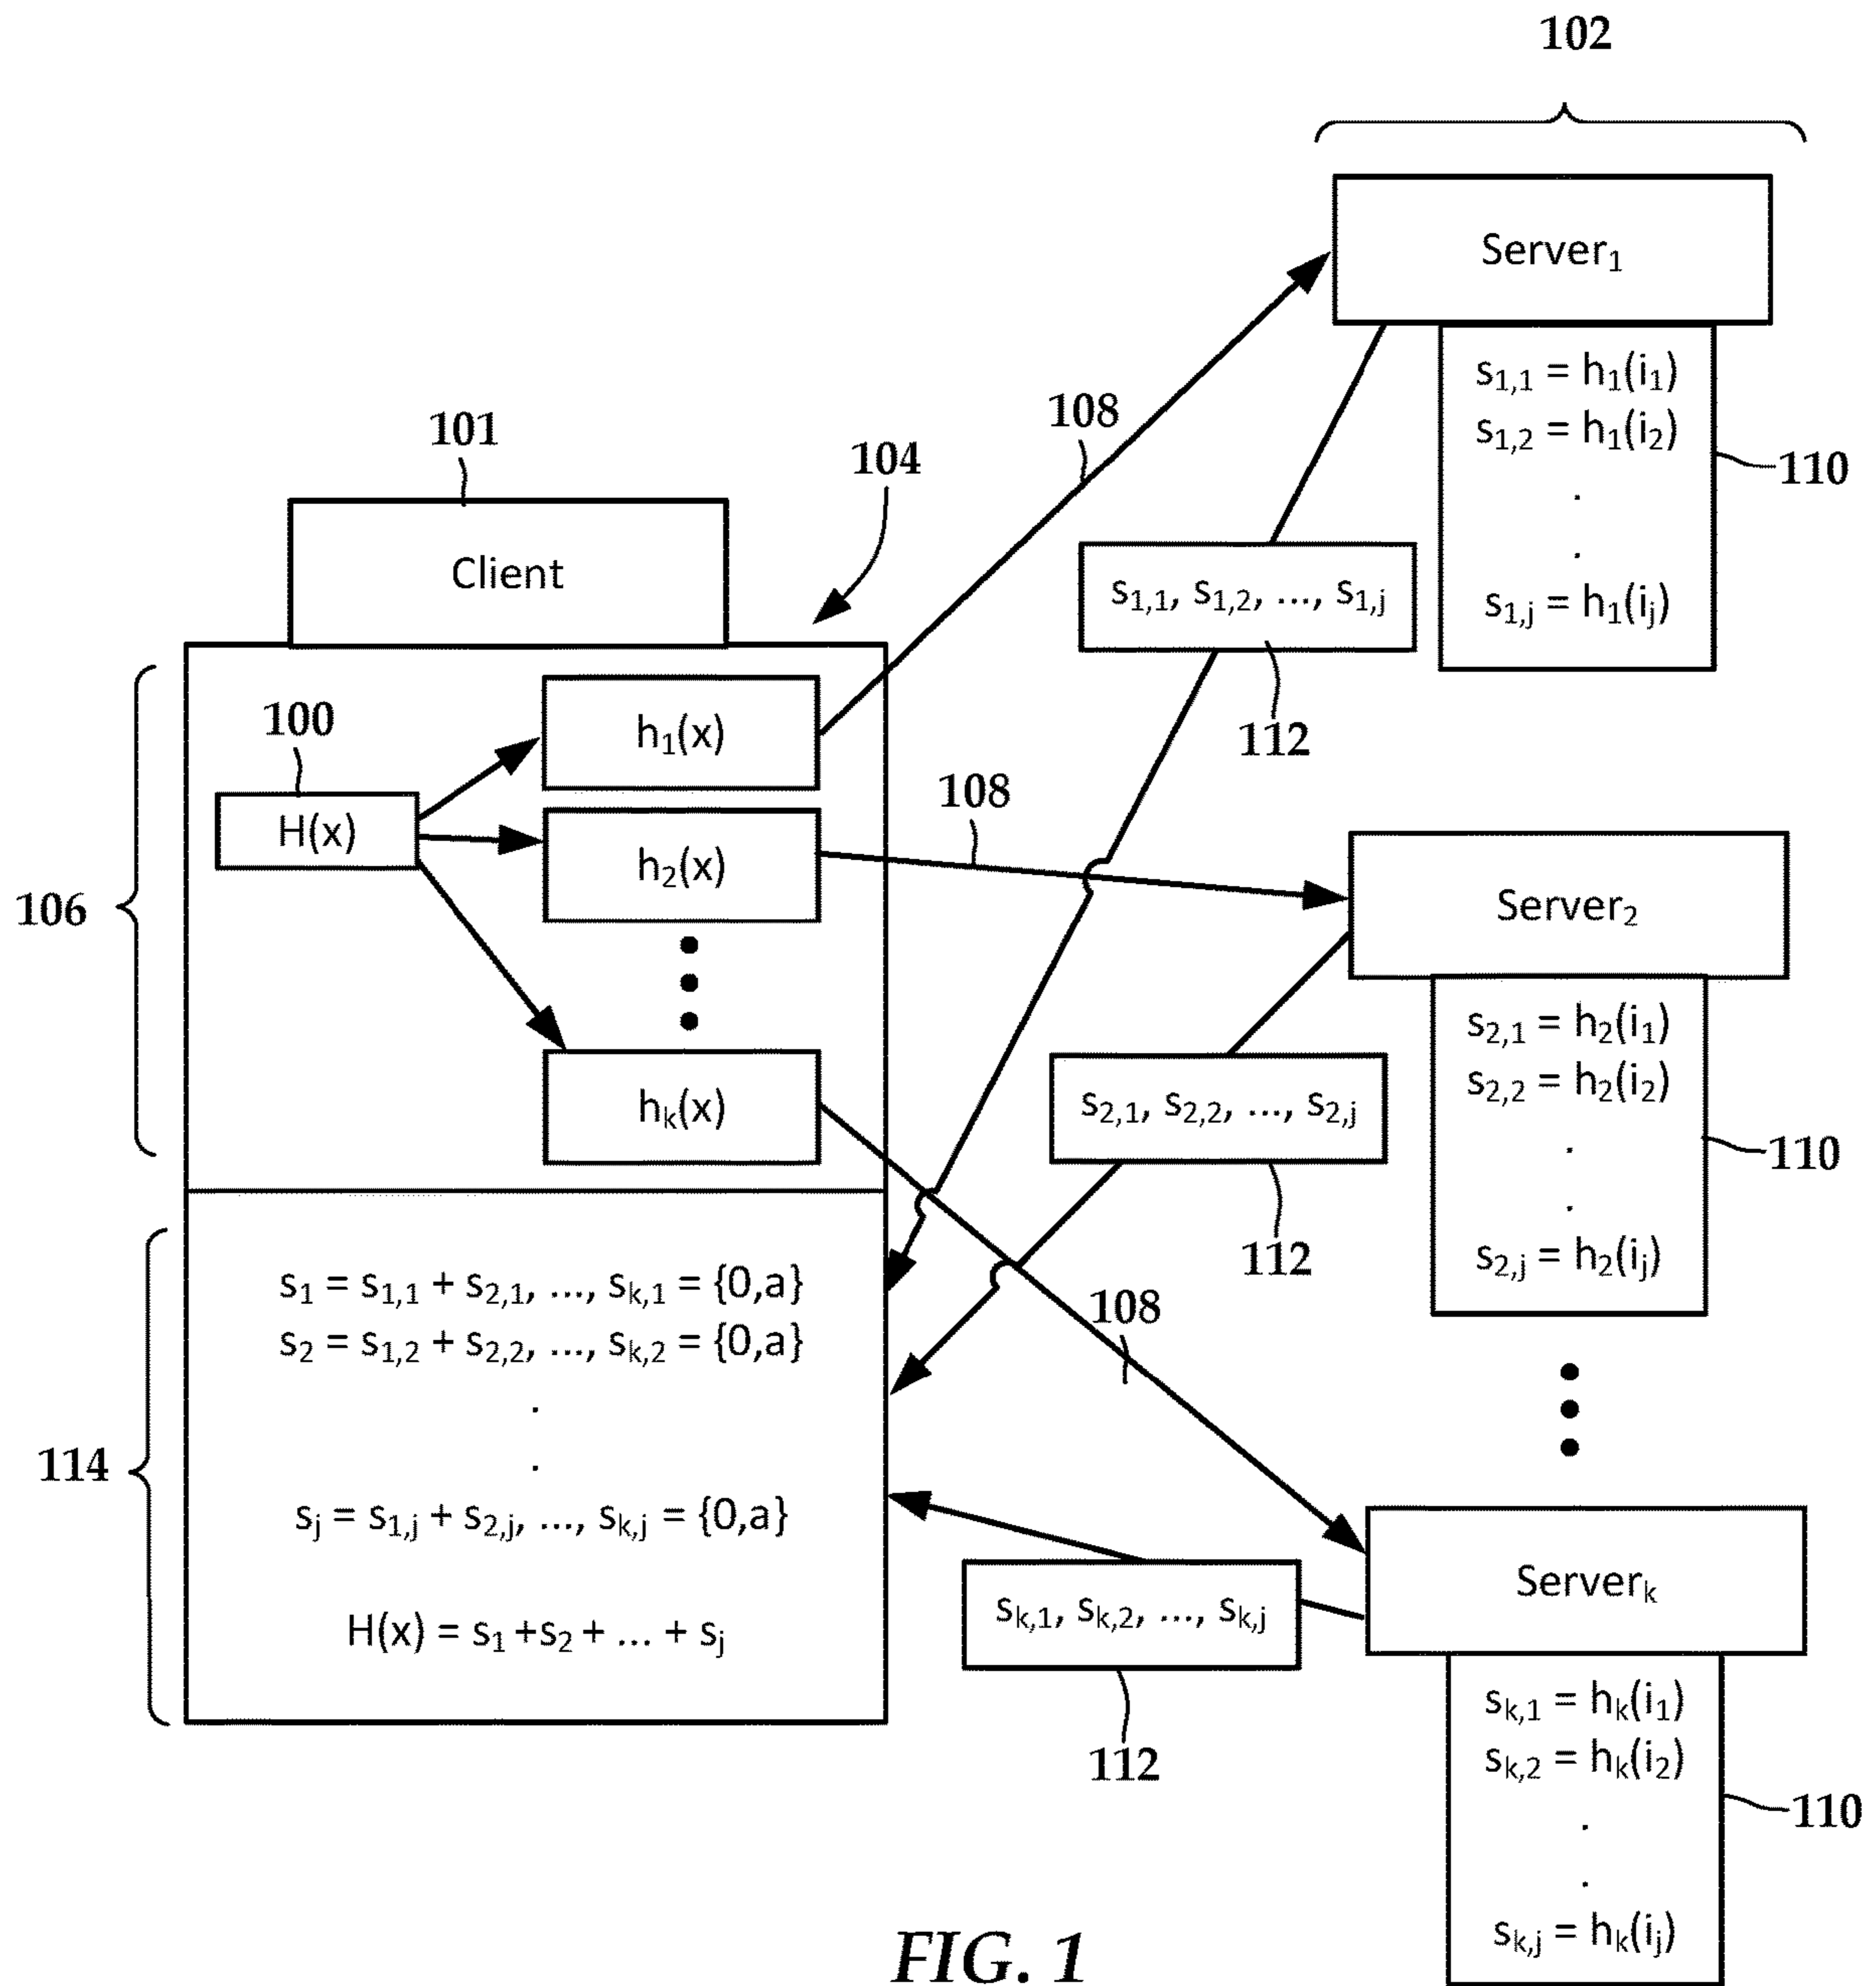 102
Server₁
s₁,₁ = h₁(i₁)
s₁,₂ = h₁(i₂)
.
.
s₁,ⱼ = h₁(iⱼ)
110
108
101
104
Client
s₁,₁, s₁,₂, ..., s₁,ⱼ
112
106
100
H(x)
h₁(x)
h₂(x)
hₖ(x)
108
Server₂
s₂,₁ = h₂(i₁)
s₂,₂ = h₂(i₂)
.
.
s₂,ⱼ = h₂(iⱼ)
110
s₂,₁, s₂,₂, ..., s₂,ⱼ
112
108
114
s₁ = s₁,₁ + s₂,₁, ..., sₖ,₁ = {0,a}
s₂ = s₁,₂ + s₂,₂, ..., sₖ,₂ = {0,a}
.
.
sⱼ = s₁,ⱼ + s₂,ⱼ, ..., sₖ,ⱼ = {0,a}
H(x) = s₁ +s₂ + ... + sⱼ
sₖ,₁, sₖ,₂, ..., sₖ,ⱼ
112
Serverₖ
sₖ,₁ = hₖ(i₁)
sₖ,₂ = hₖ(i₂)
.
.
sₖ,ⱼ = hₖ(iⱼ)
110
FIG. 1